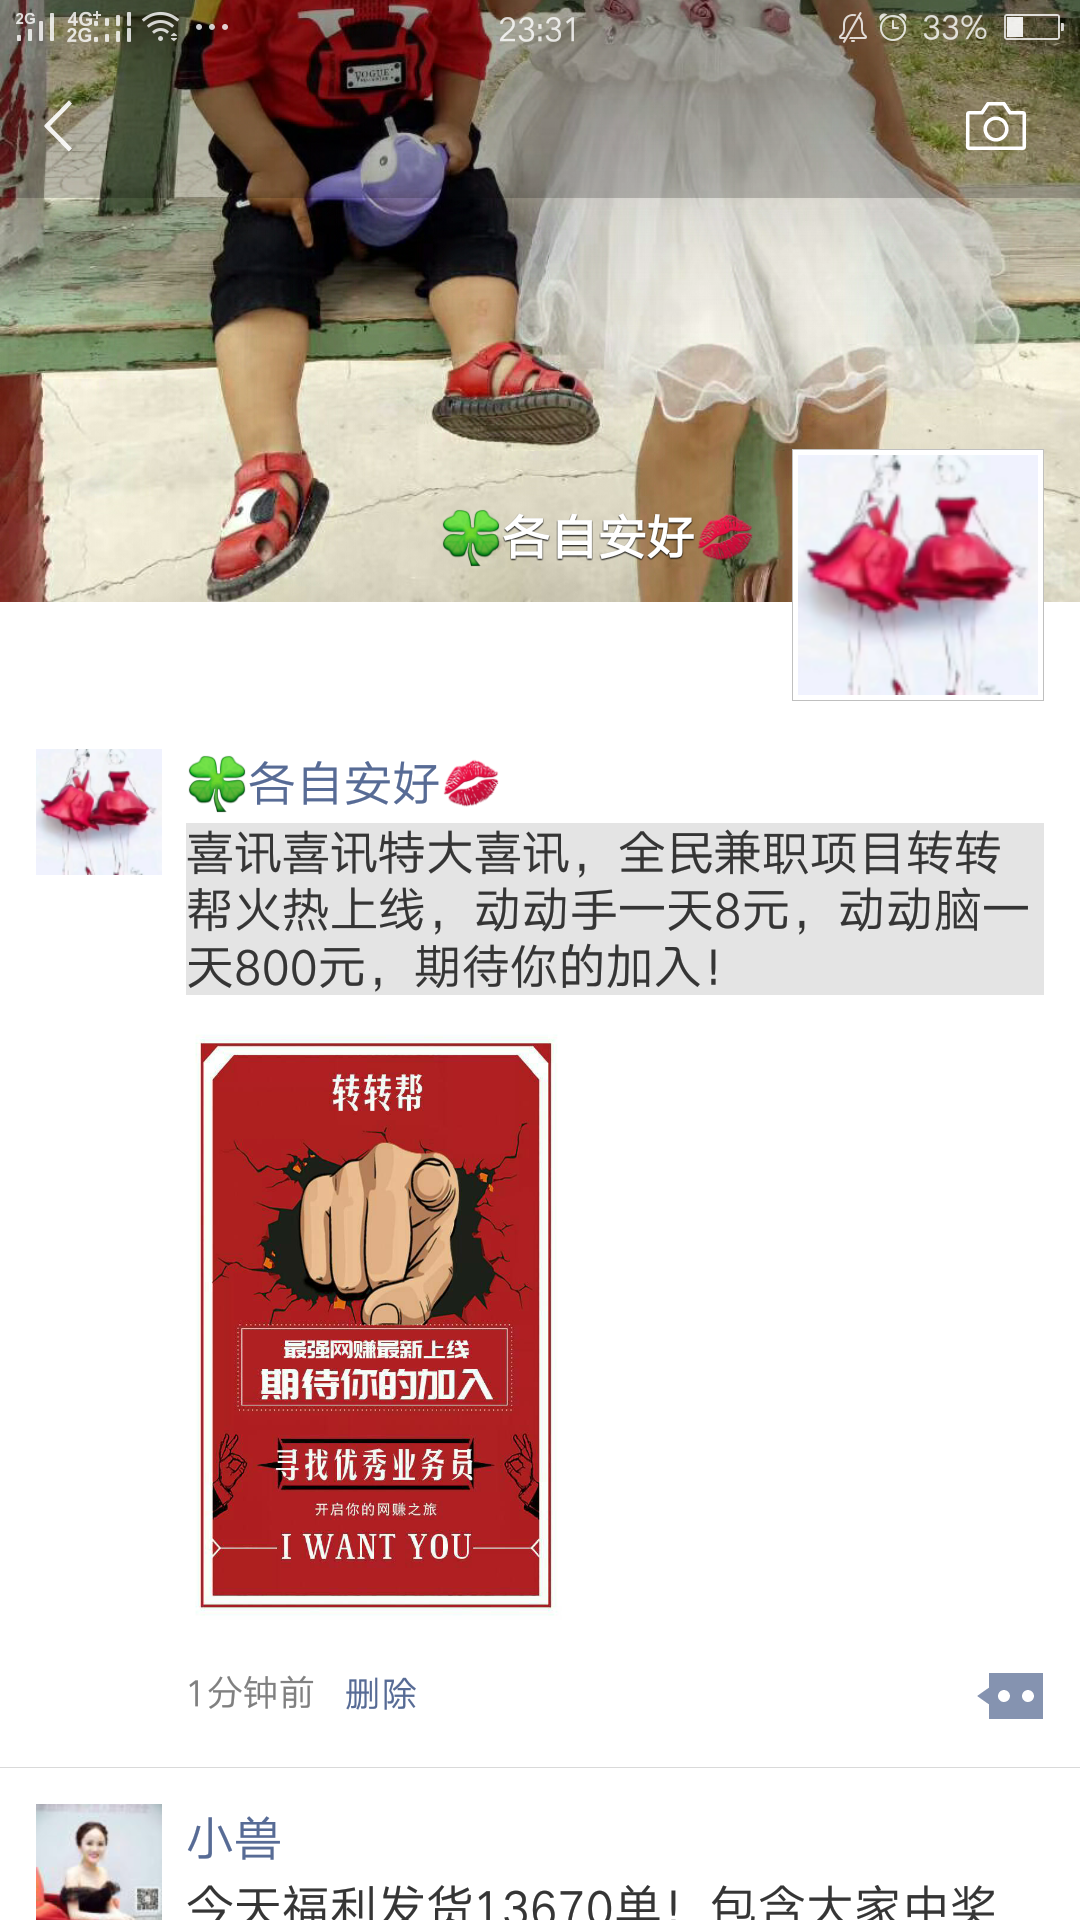 2G 4G+ 2G 23:31 33%
VOGUE
🍀各自安好💋
🍀各自安好💋
喜讯喜讯特大喜讯，全民兼职项目转转
帮火热上线，动动手一天8元，动动脑一
天800元，期待你的加入！
转转帮
最强网赚最新上线
期待你的加入
寻找优秀业务员
开启你的网赚之旅
I WANT YOU
1分钟前 删除
小兽
今天福利发货13670单！包含大家中奖